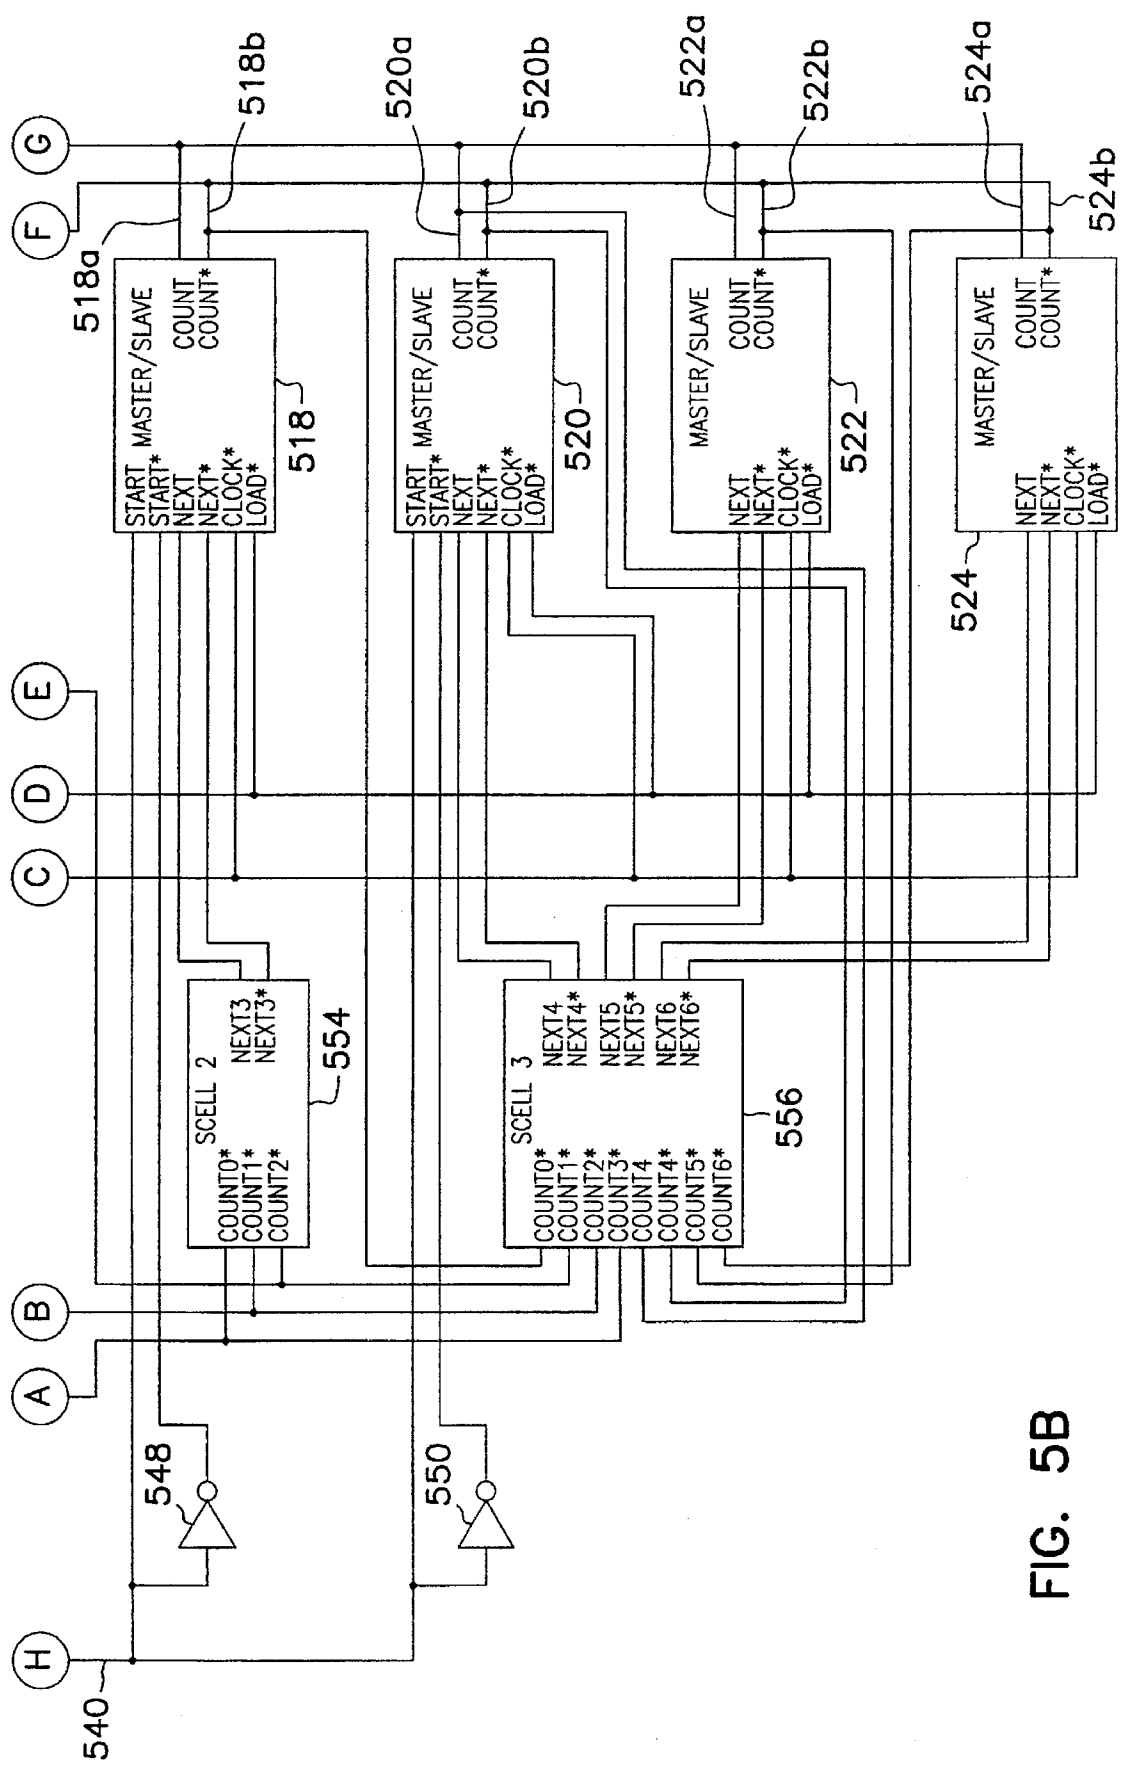 H
A
B
C
D
E
F
G
540
548
550
518a
518b
START
START*
NEXT
NEXT*
CLOCK*
LOAD*
MASTER/SLAVE
COUNT
COUNT*
518
SCELL 2
COUNT0*
COUNT1*
COUNT2*
NEXT3
NEXT3*
554
520a
520b
START
START*
NEXT
NEXT*
CLOCK*
LOAD*
MASTER/SLAVE
COUNT
COUNT*
520
SCELL 3
COUNT0*
COUNT1*
COUNT2*
COUNT3*
COUNT4
COUNT4*
COUNT5*
COUNT6*
NEXT4
NEXT4*
NEXT5
NEXT5*
NEXT6
NEXT6*
556
522a
522b
MASTER/SLAVE
NEXT
NEXT*
CLOCK*
LOAD*
COUNT
COUNT*
522
524a
524b
MASTER/SLAVE
NEXT
NEXT*
CLOCK*
LOAD*
COUNT
COUNT*
524
FIG. 5B